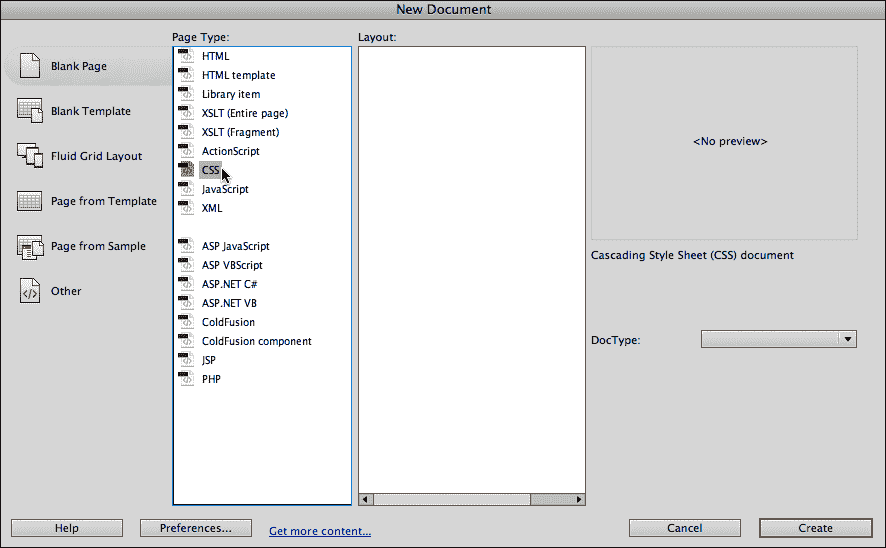 New Document
Blank Page
Blank Template
Fluid Grid Layout
Page from Template
Page from Sample
Other
Page Type:
HTML
HTML template
Library item
XSLT (Entire page)
XSLT (Fragment)
ActionScript
CSS
JavaScript
XML
ASP JavaScript
ASP VBScript
ASP.NET C#
ASP.NET VB
ColdFusion
ColdFusion component
JSP
PHP
Layout:
<No preview>
Cascading Style Sheet (CSS) document
DocType:
Help
Preferences...
Get more content...
Cancel
Create